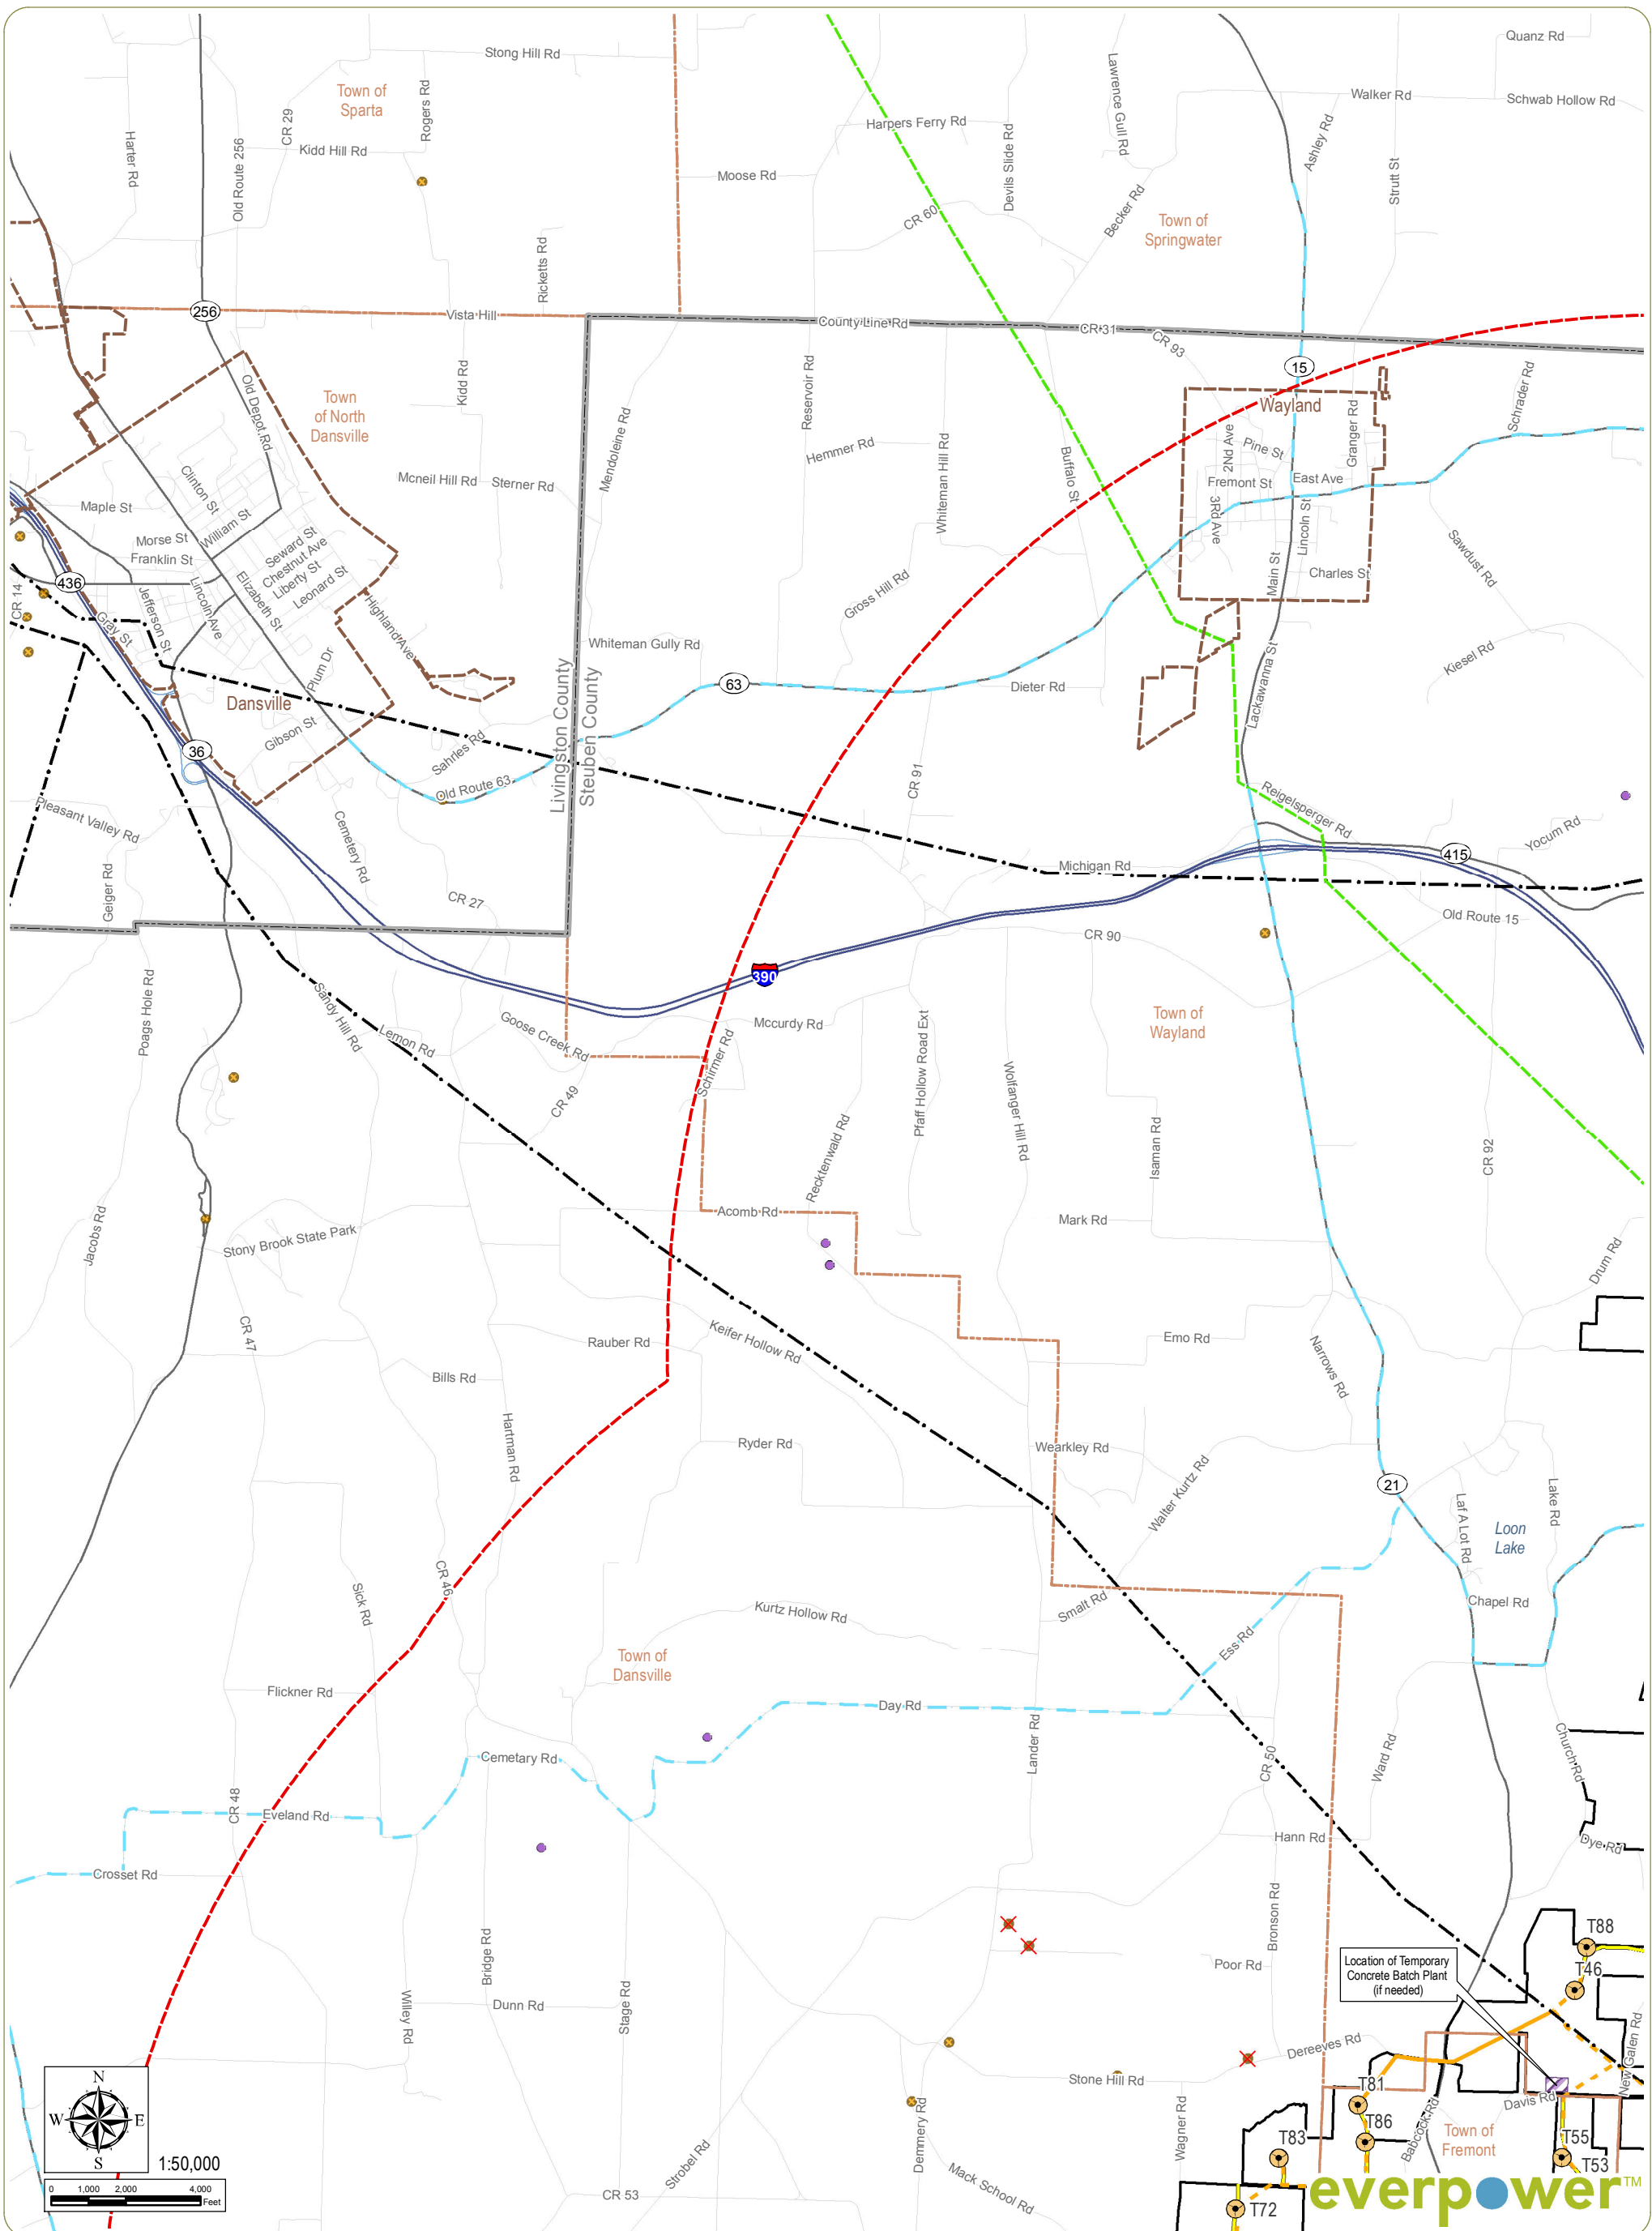 Quanz Rd
Stong Hill Rd
Town of
Sparta
Rogers Rd
Lawrence Gull Rd
Walker Rd
Schwab Hollow Rd
Harter Rd
Old Route 256
CR 29
Kidd Hill Rd
Harpers Ferry Rd
Devils Slide Rd
Ashley Rd
Strutt St
Moose Rd
CR 60
Becker Rd
Town of
Springwater
Ricketts Rd
256
Vista Hill
County Line Rd
CR 31
CR 93
15
Kidd Rd
Reservoir Rd
Schrader Rd
Old Depot Rd
Town
of North
Dansville
Wayland
Mendoleine Rd
Hemmer Rd
Whiteman Hill Rd
Buffalo St
2Nd Ave
Pine St
Granger Rd
Clinton St
Mcneil Hill Rd
Sterner Rd
Fremont St
East Ave
Maple St
William St
3Rd Ave
Lincoln St
Morse St
Franklin St
Seward St
Chestnut Ave
Liberty St
Leonard St
Sawdust Rd
436
CR 14
Gray St
Jefferson St
Lincoln Ave
Elizabeth St
Highland Ave
Gross Hill Rd
Main St
Charles St
Whiteman Gully Rd
Kiesel Rd
Plum Dr
Dansville
63
Dieter Rd
Lackawanna St
Livingston County
Steuben County
36
Gibson St
Sahrles Rd
Old Route 63
CR 91
Reigelsperger Rd
Pleasant Valley Rd
Cemetery Rd
Yocum Rd
415
Michigan Rd
Geiger Rd
CR 27
Old Route 15
CR 90
390
Poags Hole Rd
Sandy Hill Rd
Lemon Rd
Goose Creek Rd
Mccurdy Rd
Town of
Wayland
Schirmer Rd
CR 49
Pfaff Hollow Road Ext
Wolfanger Hill Rd
Recktenwald Rd
Isaman Rd
CR 92
Jacobs Rd
Acomb Rd
Mark Rd
Stony Brook State Park
Drum Rd
CR 47
Rauber Rd
Keifer Hollow Rd
Emo Rd
Narrows Rd
Bills Rd
Hartman Rd
Ryder Rd
Wearkley Rd
Walter Kurtz Rd
21
Laf A Lot Rd
Lake Rd
Loon
Lake
CR 46
Sick Rd
Kurtz Hollow Rd
Smalt Rd
Chapel Rd
Ess Rd
Town of
Dansville
Flickner Rd
Day Rd
Lander Rd
CR 50
Ward Rd
Church Rd
Cemetary Rd
CR 48
Eveland Rd
Hann Rd
Dye Rd
Crosset Rd
Bronson Rd
T88
Bridge Rd
Poor Rd
Location of Temporary
Concrete Batch Plant
(if needed)
T46
Willey Rd
Dunn Rd
Stage Rd
Dereeves Rd
New Galen Rd
Stone Hill Rd
T81
Davis Rd
Demmery Rd
Wagner Rd
T86
Babcock Rd
Town of
Fremont
T83
T55
T53
N
W E
S
1:50,000
0 1,000 2,000 4,000
Feet
Strobel Rd
CR 53
Mack School Rd
T72
everpower™